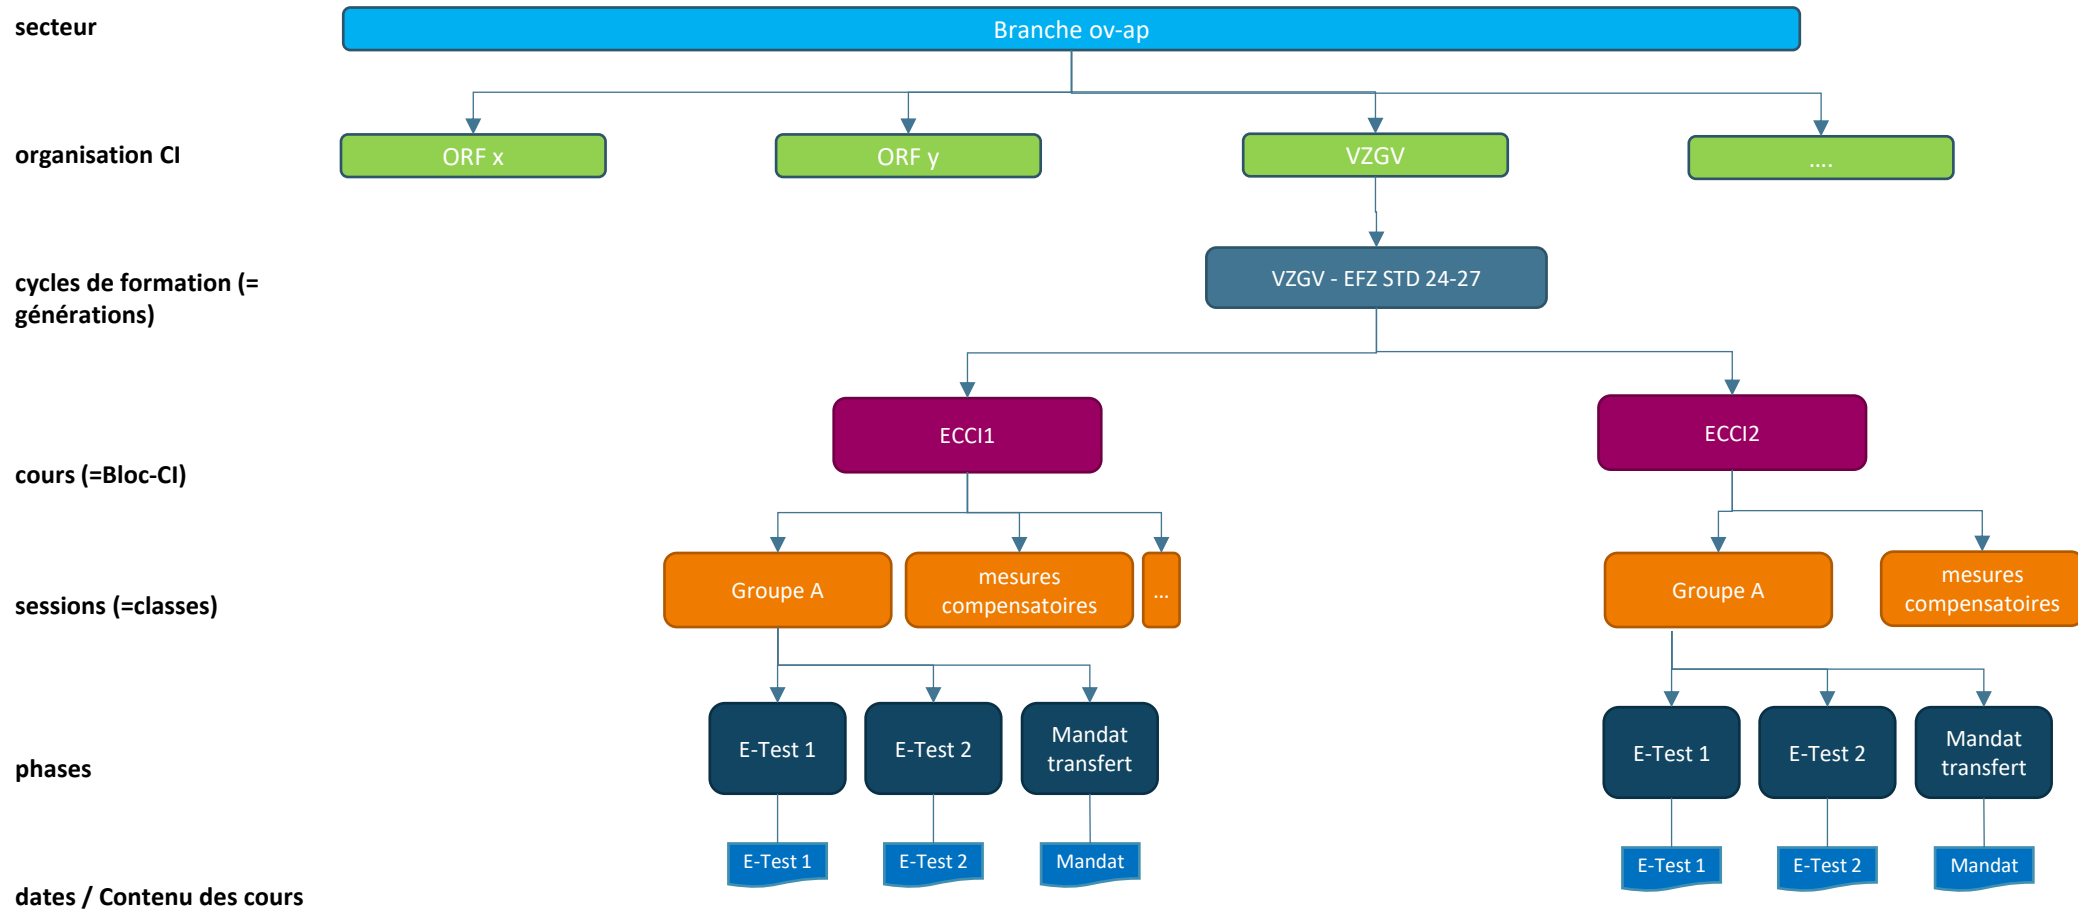 secteur
Branche ov-ap
organisation CI
ORF x
ORF y
VZGV
....
cycles de formation (=
générations)
VZGV - EFZ STD 24-27
cours (=Bloc-CI)
ECCI1
ECCI2
sessions (=classes)
Groupe A
mesures
compensatoires
...
Groupe A
mesures
compensatoires
phases
E-Test 1
E-Test 2
Mandat
transfert
E-Test 1
E-Test 2
Mandat
transfert
dates / Contenu des cours
E-Test 1
E-Test 2
Mandat
E-Test 1
E-Test 2
Mandat